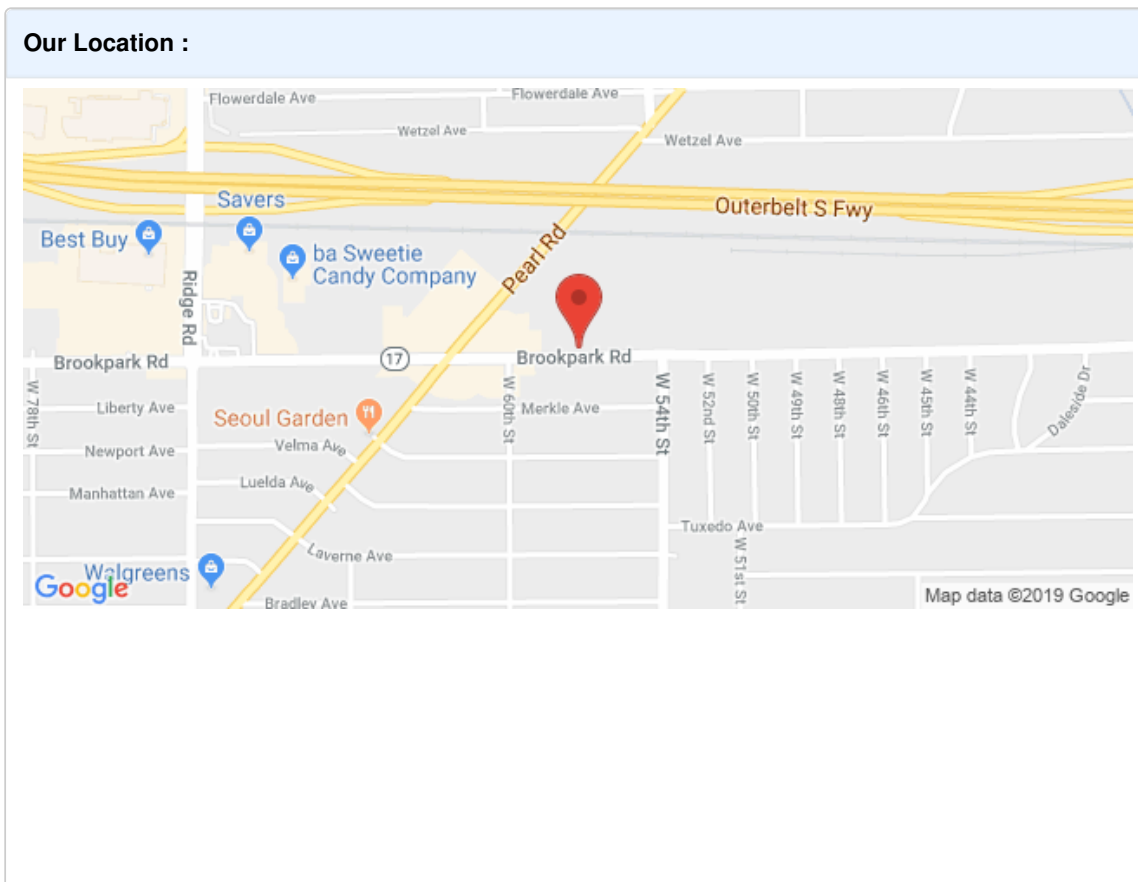 Our Location :
Flowerdale Ave
Flowerdale Ave
Wetzel Ave
Wetzel Ave
Savers
Outerbelt S Fwy
Best Buy
ba Sweetie
Candy Company
Pearl Rd
Ridge Rd
Brookpark Rd
17
Brookpark Rd
W 78th St
Liberty Ave
Seoul Garden
W 60th St
Merkle Ave
W 54th St
W 52nd St
W 50th St
W 49th St
W 48th St
W 46th St
W 45th St
W 44th St
Daleside Dr
Newport Ave
Velma Ave
Manhattan Ave
Luelda Ave
Tuxedo Ave
Laverne Ave
W 51st St
Walgreens
Google
Bradley Ave
Map data ©2019 Google